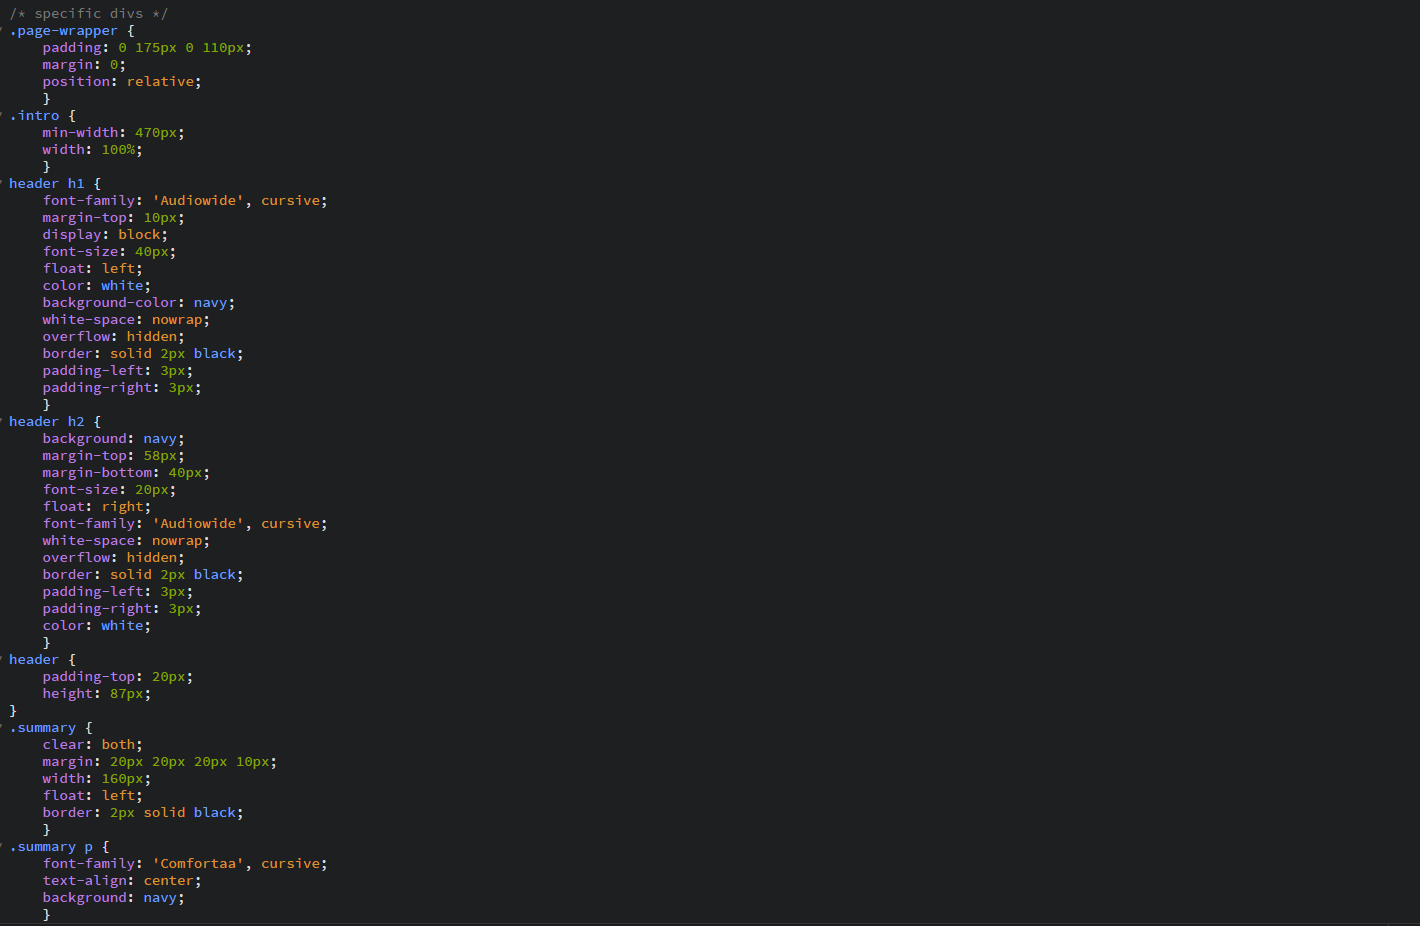 /* specific divs */
.page-wrapper {
    padding: 0 175px 0 110px;
    margin: 0;
    position: relative;
    }
.intro {
    min-width: 470px;
    width: 100%;
    }
header h1 {
    font-family: 'Audiowide', cursive;
    margin-top: 10px;
    display: block;
    font-size: 40px;
    float: left;
    color: white;
    background-color: navy;
    white-space: nowrap;
    overflow: hidden;
    border: solid 2px black;
    padding-left: 3px;
    padding-right: 3px;
    }
header h2 {
    background: navy;
    margin-top: 58px;
    margin-bottom: 40px;
    font-size: 20px;
    float: right;
    font-family: 'Audiowide', cursive;
    white-space: nowrap;
    overflow: hidden;
    border: solid 2px black;
    padding-left: 3px;
    padding-right: 3px;
    color: white;
    }
header {
    padding-top: 20px;
    height: 87px;
}
.summary {
    clear: both;
    margin: 20px 20px 20px 10px;
    width: 160px;
    float: left;
    border: 2px solid black;
    }
.summary p {
    font-family: 'Comfortaa', cursive;
    text-align: center;
    background: navy;
    }